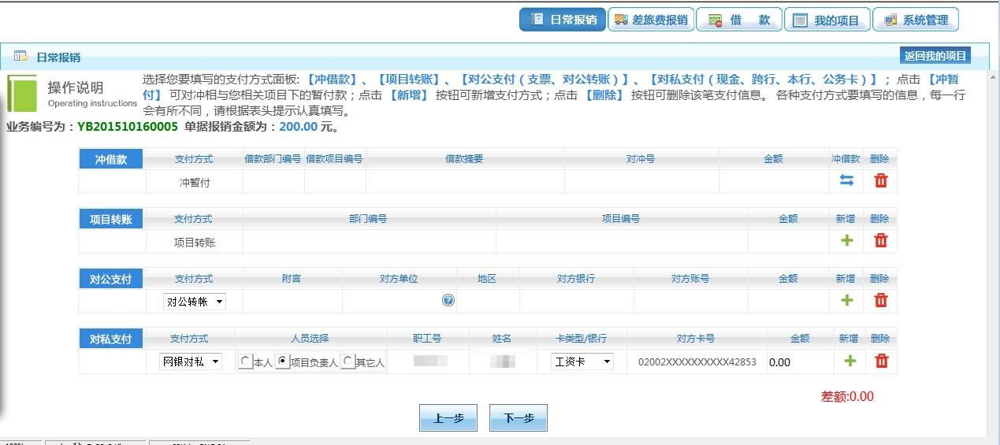 日常报销 差旅费报销 借 款 我的项目 系统管理
日常报销 返回我的项目
操作说明
Operating instructions
选择您要填写的支付方式面板:【冲借款】、【项目转账】、【对公支付（支票、对公转账）】、【对私支付（现金、跨行、本行、公务卡）】；点击【冲暂
付】可对冲相与您相关项目下的暂付款；点击【新增】按钮可新增支付方式；点击【删除】按钮可删除该笔支付信息。 各种支付方式要填写的信息，每一行
会有所不同，请根据表头提示认真填写。
业务编号为：YB201510160005 单据报销金额为：200.00 元。
冲借款 支付方式 借款部门编号 借款项目编号 借款摘要 对冲号 金额 冲借款 删除
冲暂付
项目转账 支付方式 部门编号 项目编号 金额 新增 删除
项目转账
对公支付 支付方式 附言 对方单位 地区 对方银行 对方账号 金额 新增 删除
对公转帐
对私支付 支付方式 人员选择 职工号 姓名 卡类型/银行 对方卡号 金额 新增 删除
网银对私 本人 项目负责人 其它人 工资卡 02002XXXXXXXXXX42853 0.00
差额:0.00
上一步 下一步